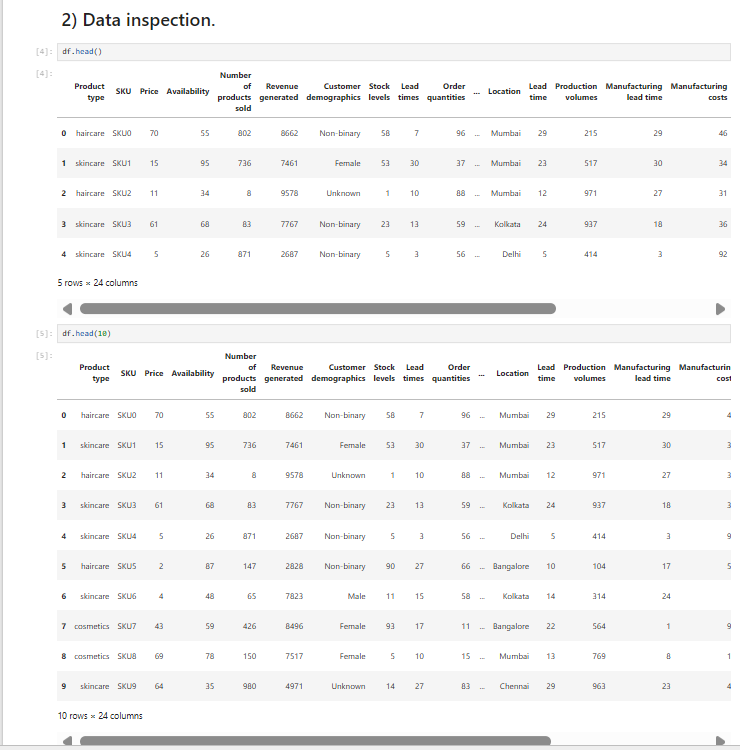 2) Data inspection.
[4]: df.head()
[4]:
Product type SKU Price Availability Number of products sold Revenue generated Customer demographics Stock levels Lead times Order quantities ... Location Lead time Production volumes Manufacturing lead time Manufacturing costs
0 haircare SKU0 70 55 802 8662 Non-binary 58 7 96 ... Mumbai 29 215 29 46
1 skincare SKU1 15 95 736 7461 Female 53 30 37 ... Mumbai 23 517 30 34
2 haircare SKU2 11 34 8 9578 Unknown 1 10 88 ... Mumbai 12 971 27 31
3 skincare SKU3 61 68 83 7767 Non-binary 23 13 59 ... Kolkata 24 937 18 36
4 skincare SKU4 5 26 871 2687 Non-binary 5 3 56 ... Delhi 5 414 3 92
5 rows × 24 columns
[5]: df.head(10)
[5]:
Product type SKU Price Availability Number of products sold Revenue generated Customer demographics Stock levels Lead times Order quantities ... Location Lead time Production volumes Manufacturing lead time Manufacturin cost
0 haircare SKU0 70 55 802 8662 Non-binary 58 7 96 ... Mumbai 29 215 29 4
1 skincare SKU1 15 95 736 7461 Female 53 30 37 ... Mumbai 23 517 30 3
2 haircare SKU2 11 34 8 9578 Unknown 1 10 88 ... Mumbai 12 971 27 3
3 skincare SKU3 61 68 83 7767 Non-binary 23 13 59 ... Kolkata 24 937 18 3
4 skincare SKU4 5 26 871 2687 Non-binary 5 3 56 ... Delhi 5 414 3 9
5 haircare SKU5 2 87 147 2828 Non-binary 90 27 66 ... Bangalore 10 104 17 5
6 skincare SKU6 4 48 65 7823 Male 11 15 58 ... Kolkata 14 314 24
7 cosmetics SKU7 43 59 426 8496 Female 93 17 11 ... Bangalore 22 564 1 9
8 cosmetics SKU8 69 78 150 7517 Female 5 10 15 ... Mumbai 13 769 8 1
9 skincare SKU9 64 35 980 4971 Unknown 14 27 83 ... Chennai 29 963 23 4
10 rows × 24 columns